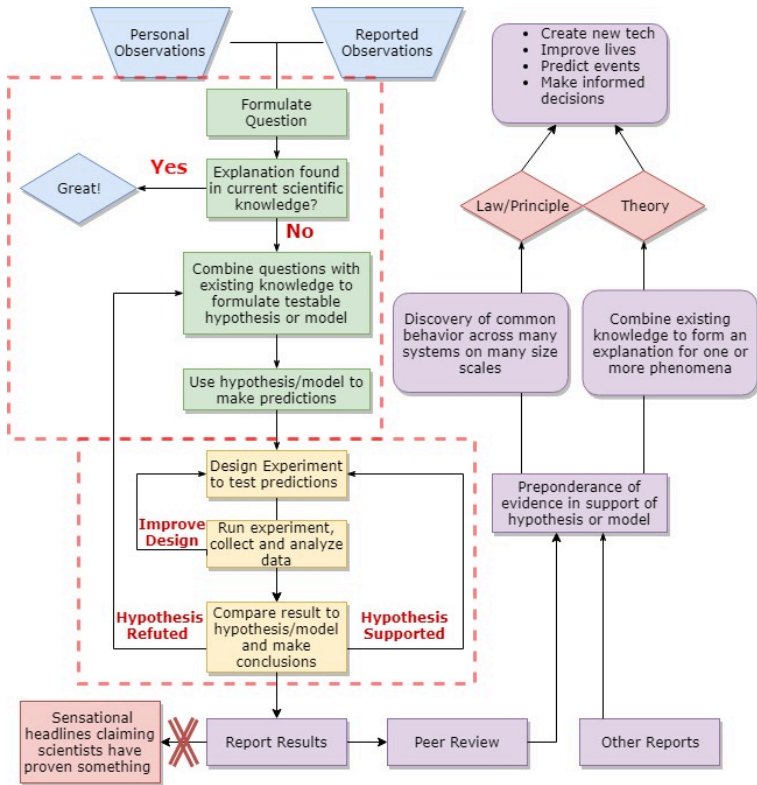 Personal
Observations
Reported
Observations
Formulate
Question
Yes
Explanation found
in current scientific
knowledge?
Great!
No
Combine questions with
existing knowledge to
formulate testable
hypothesis or model
Use hypothesis/model to
make predictions
Design Experiment
to test predictions
Improve
Design
Run experiment,
collect and analyze
data
Hypothesis
Refuted
Compare result to
hypothesis/model
and make
conclusions
Hypothesis
Supported
Sensational
headlines claiming
scientists have
proven something
Report Results
Peer Review
Other Reports
Preponderance of
evidence in support of
hypothesis or model
Discovery of common
behavior across many
systems on many size
scales
Combine existing
knowledge to form an
explanation for one or
more phenomena
Law/Principle
Theory
• Create new tech
• Improve lives
• Predict events
• Make informed
decisions